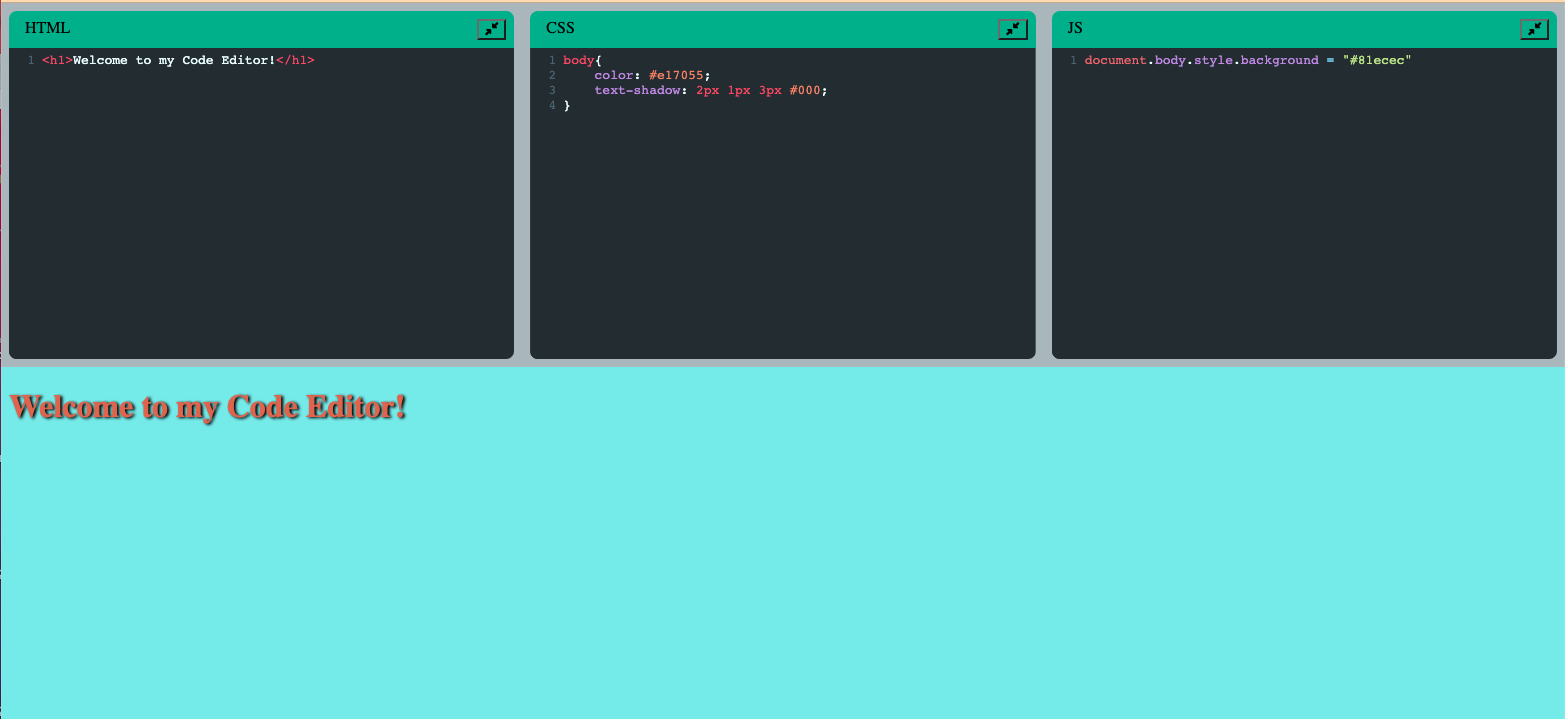 HTML
1 <h1>Welcome to my Code Editor!</h1>
CSS
1 body{
2     color: #e17055;
3     text-shadow: 2px 1px 3px #000;
4 }
JS
1 document.body.style.background = "#81ecec"
Welcome to my Code Editor!